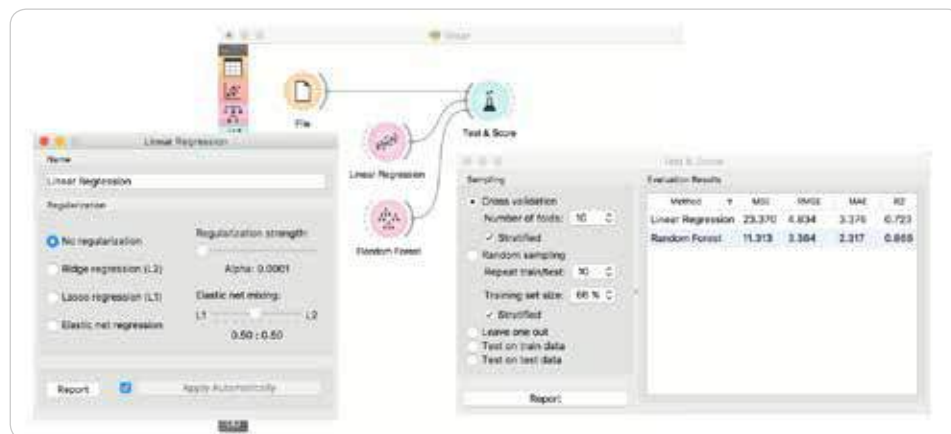 File
Test & Score
Linear Regression
Random Forest
Linear Regression
Name
Linear Regression
Regularization
No regularization
Ridge regression (L2)
Lasso regression (L1)
Elastic net regression
Regularization strength:
Alpha: 0.0001
Elastic net mixing:
L1
L2
0.50 : 0.50
Report
Apply Automatically
Test & Score
Sampling
Cross validation
Number of folds: 10
Stratified
Random sampling
Repeat train/test: 10
Training set size: 66 %
Stratified
Leave one out
Test on train data
Test on test data
Report
Evaluation Results
Method MSE RMSE MAE R2
Linear Regression 23.370 4.834 3.376 0.723
Random Forest 11.313 3.364 2.317 0.866